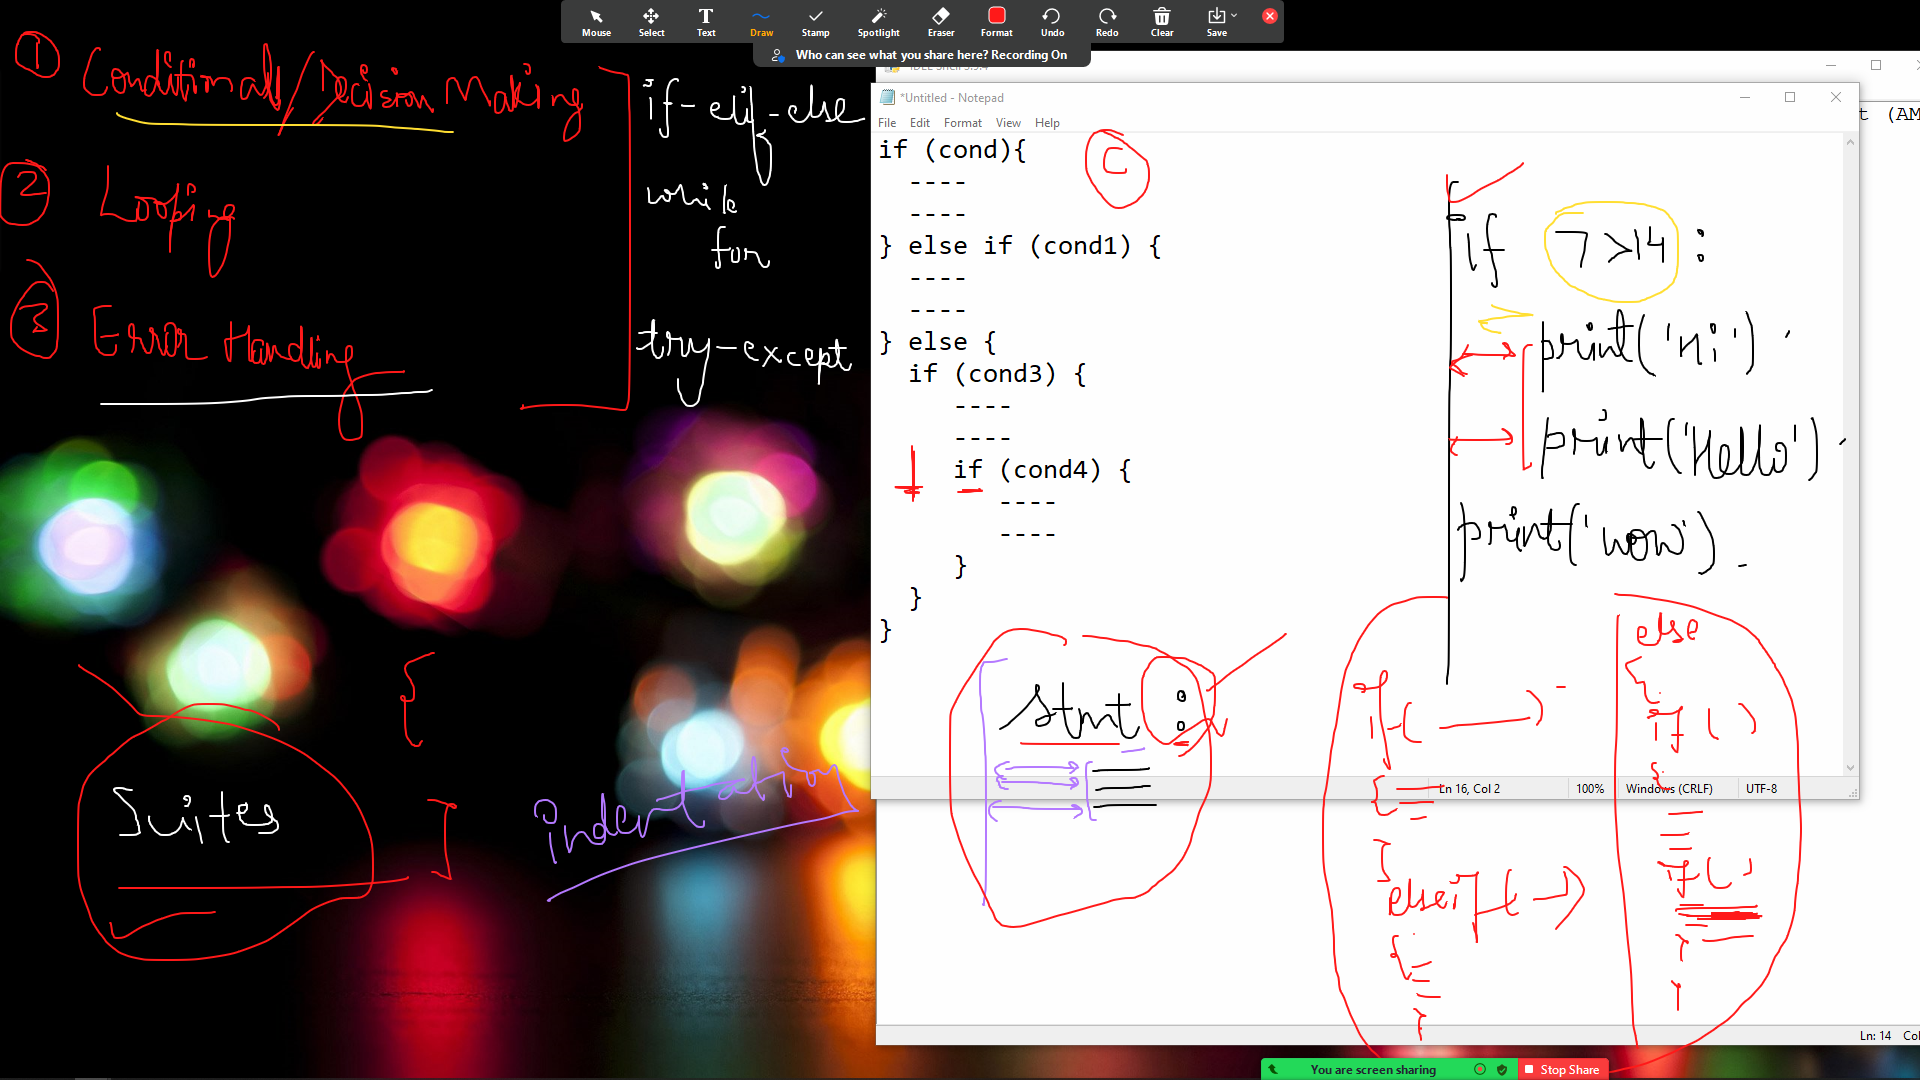 Mouse Select Text Draw Stamp Spotlight Eraser Format Undo Redo Clear Save
Who can see what you share here? Recording On
1 Conditional/Decision Making
2 Looping
3 Error Handling
if-elif-else
while
for
try-except
{
Suites
}
indentation
*Untitled - Notepad
File Edit Format View Help
if (cond){
----
----
} else if (cond1) {
----
----
} else {
if (cond3) {
----
----
if (cond4) {
----
----
}
}
}
C
if 7>14 :
print('Hi')
print('Hello')
print('wow')
stmt :
if ( )
{
}
else if ( )
{
}
else
{
if ( )
{
if ( )
}
}
Ln 16, Col 2 100% Windows (CRLF) UTF-8
t (AM
Ln: 14 Col
You are screen sharing Stop Share